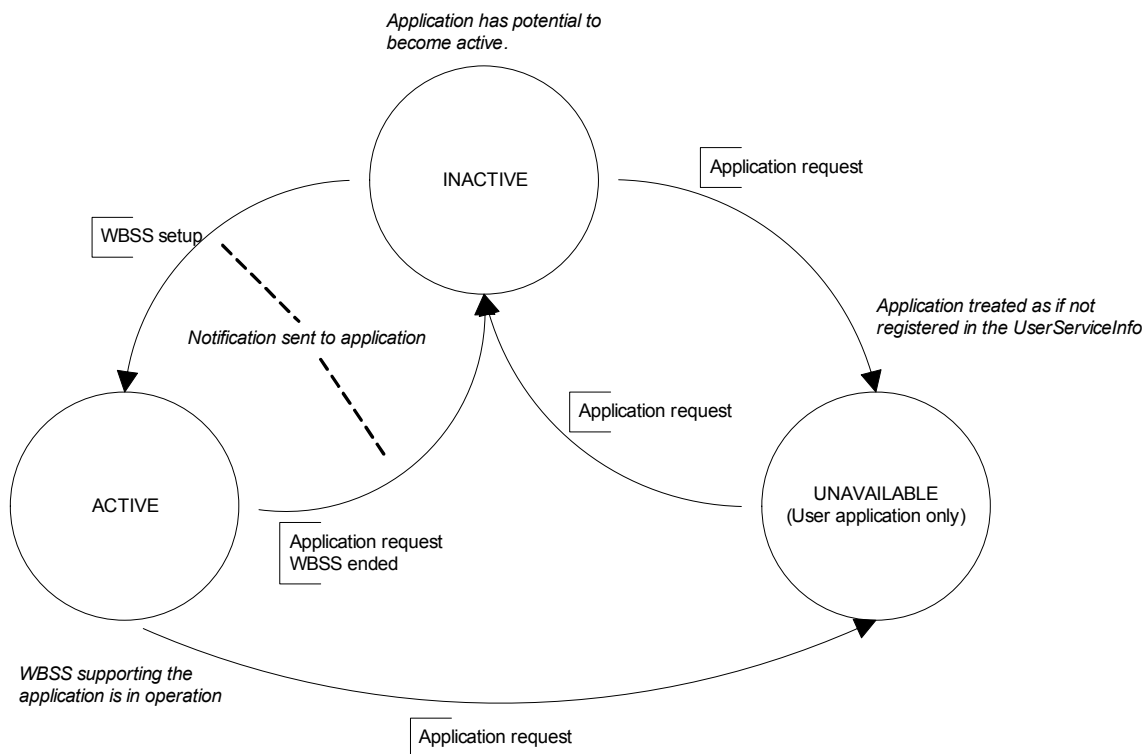 Application has potential to
become active.
INACTIVE
Application request
WBSS setup
Application treated as if not
registered in the UserServiceInfo
Notification sent to application
Application request
ACTIVE
UNAVAILABLE
(User application only)
Application request
WBSS ended
WBSS supporting the
application is in operation
Application request